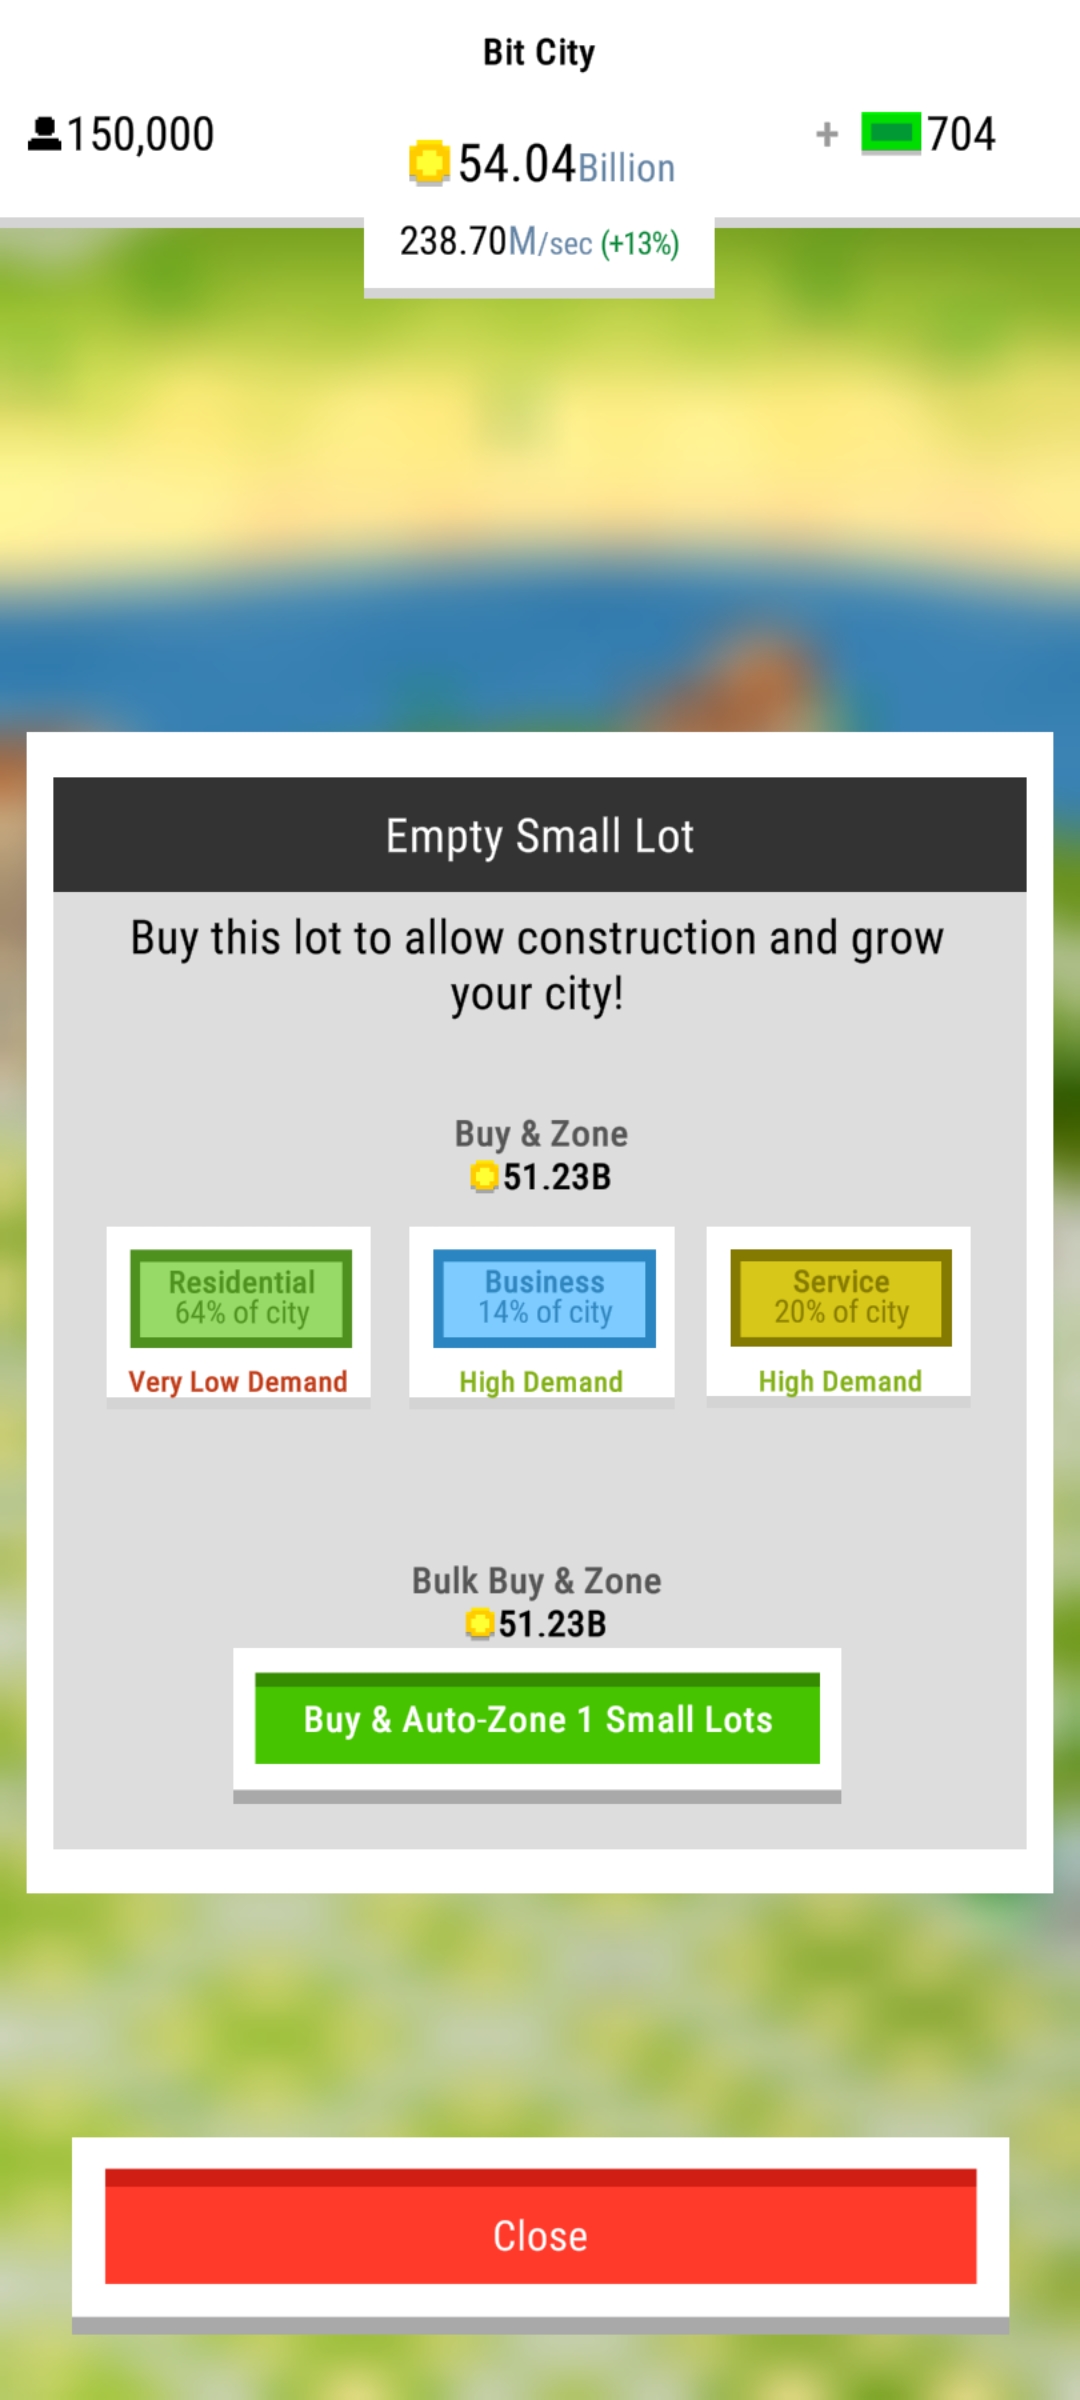 Bit City
150,000
54.04Billion
+ 704
238.70M/sec (+13%)
Empty Small Lot
Buy this lot to allow construction and grow
your city!
Buy & Zone
51.23B
Residential
64% of city
Very Low Demand
Business
14% of city
High Demand
Service
20% of city
High Demand
Bulk Buy & Zone
51.23B
Buy & Auto-Zone 1 Small Lots
Close